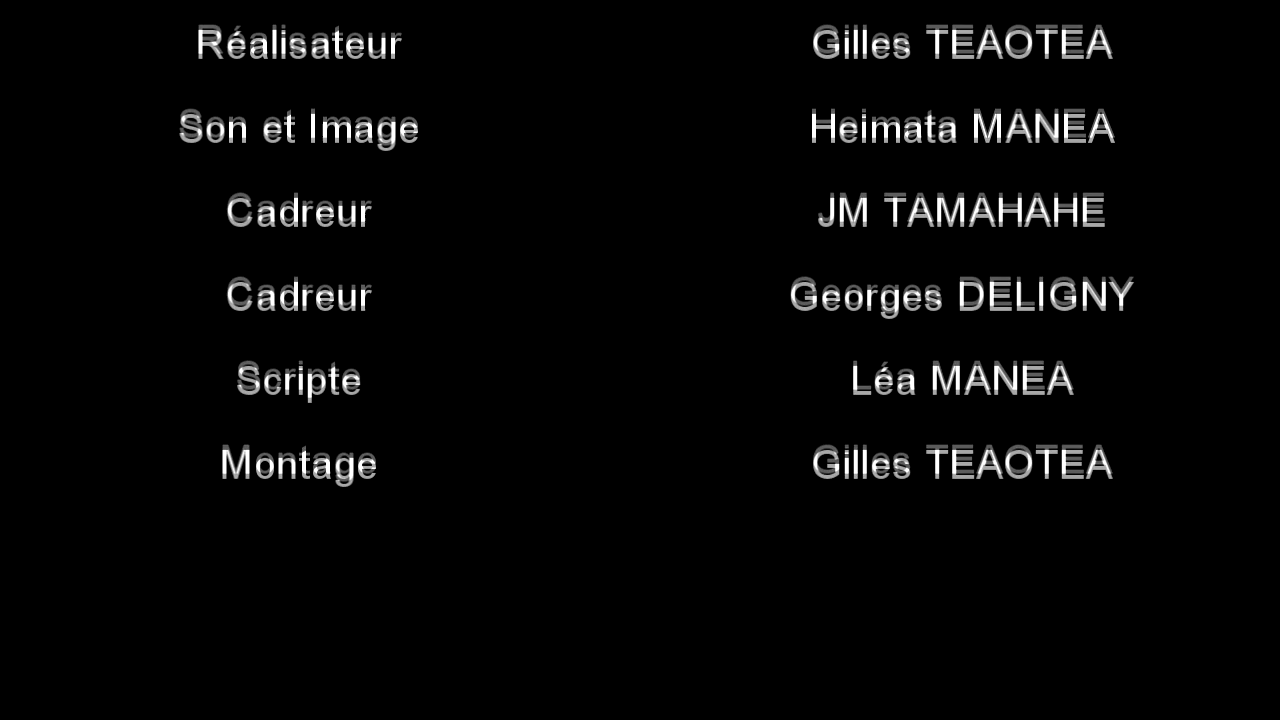 Réalisateur Gilles TEAOTEA
Son et Image Heimata MANEA
Cadreur JM TAMAHAHE
Cadreur Georges DELIGNY
Scripte Léa MANEA
Montage Gilles TEAOTEA